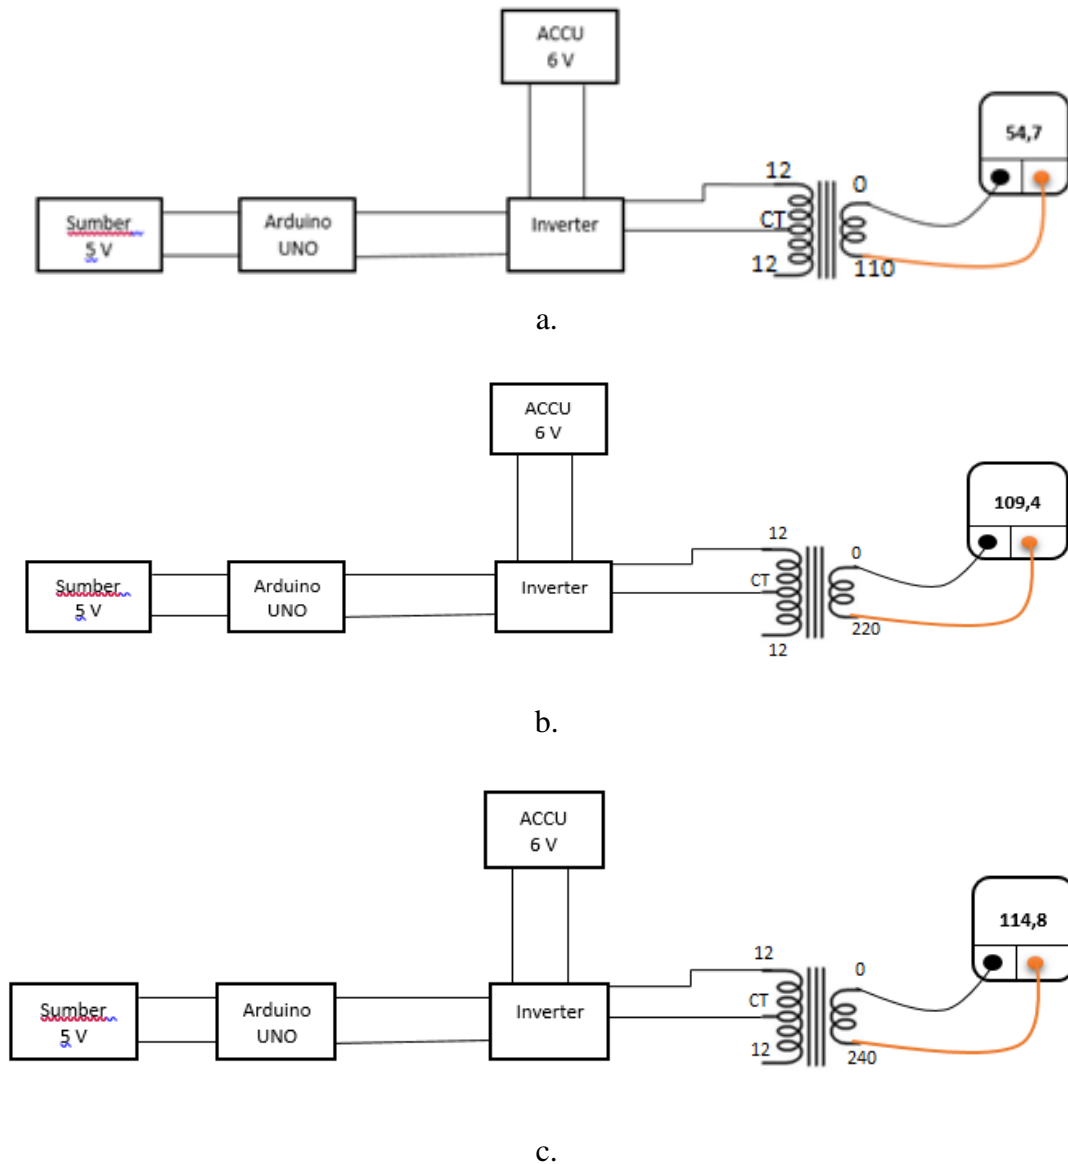 ACCU
6 V
54,7
12
0
Sumber
5 V
Arduino
UNO
Inverter
CT
12
110
a.
ACCU
6 V
109,4
12
0
Sumber
5 V
Arduino
UNO
Inverter
CT
220
12
b.
ACCU
6 V
114,8
12
0
Sumber
5 V
Arduino
UNO
Inverter
CT
12
240
c.